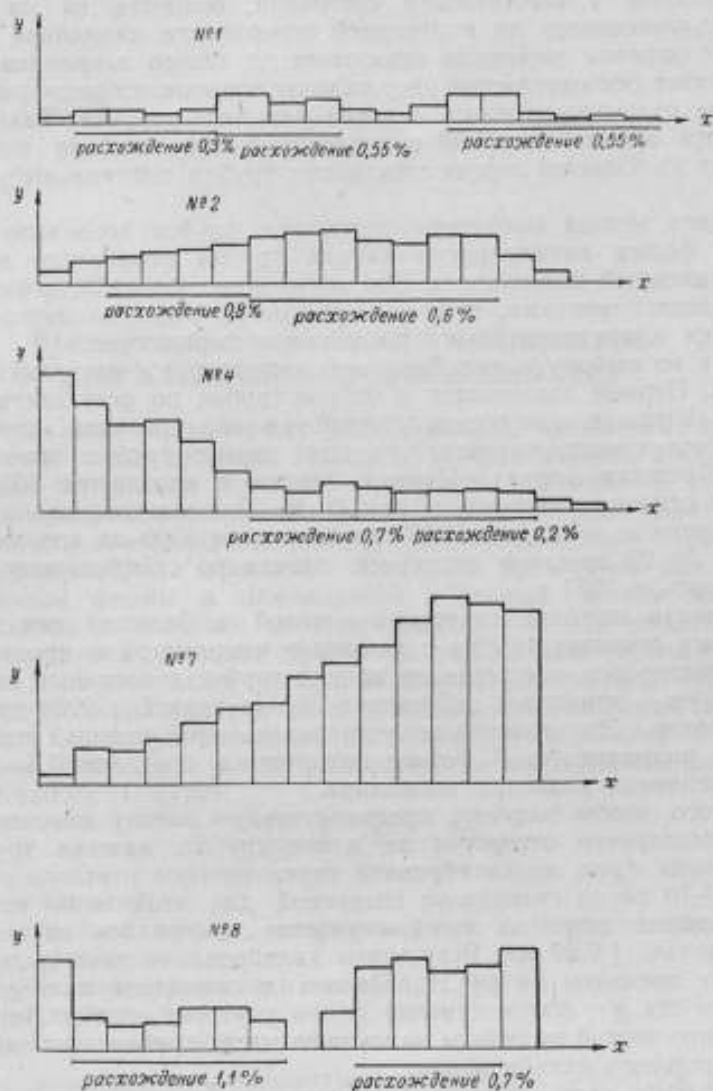 y
№1
x
расхождение 0,3%
расхождение 0,55%
расхождение 0,55%
y
№2
x
расхождение 0,8%
расхождение 0,6%
y
№4
x
расхождение 0,7% расхождение 0,2%
y
№7
x
y
№8
x
расхождение 1,1%
расхождение 0,7%